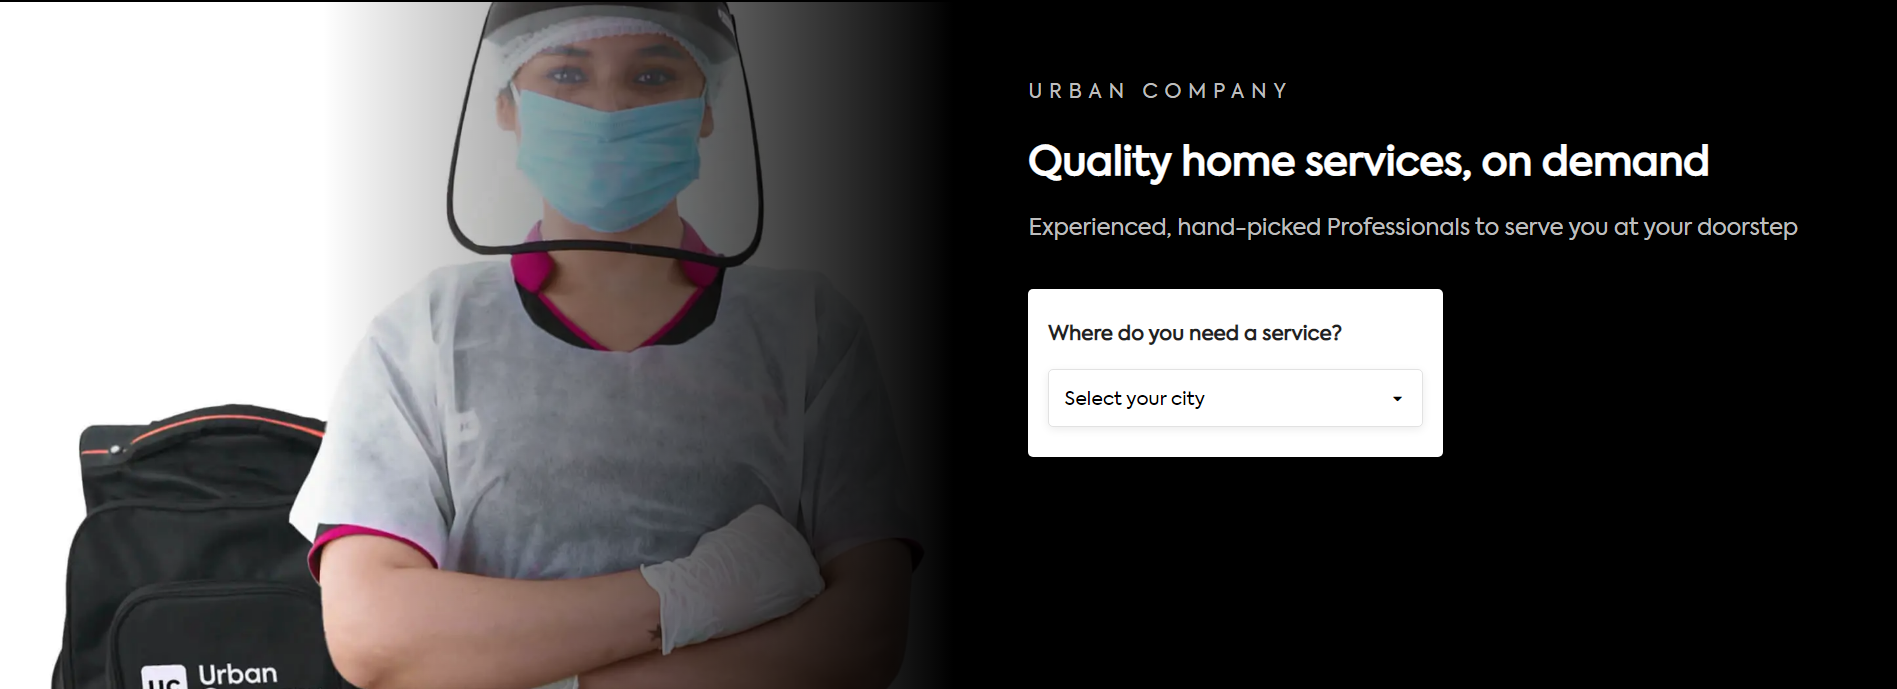 URBAN COMPANY
Quality home services, on demand
Experienced, hand-picked Professionals to serve you at your doorstep
Where do you need a service?
Select your city
UC Urban